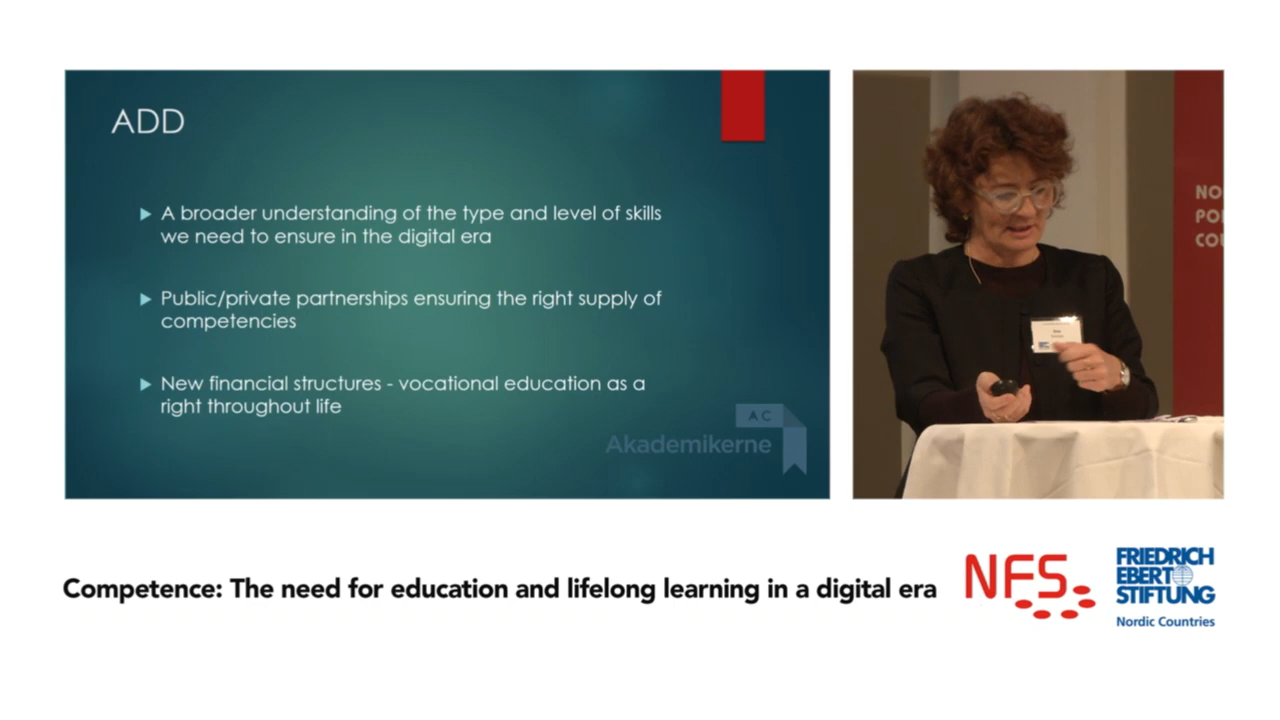 ADD
A broader understanding of the type and level of skills
we need to ensure in the digital era
Public/private partnerships ensuring the right supply of
competencies
New financial structures - vocational education as a
right throughout life
AC
Akademikerne
NO
PO
CO
Competence: The need for education and lifelong learning in a digital era
NFS
FRIEDRICH
EBERT
STIFTUNG
Nordic Countries